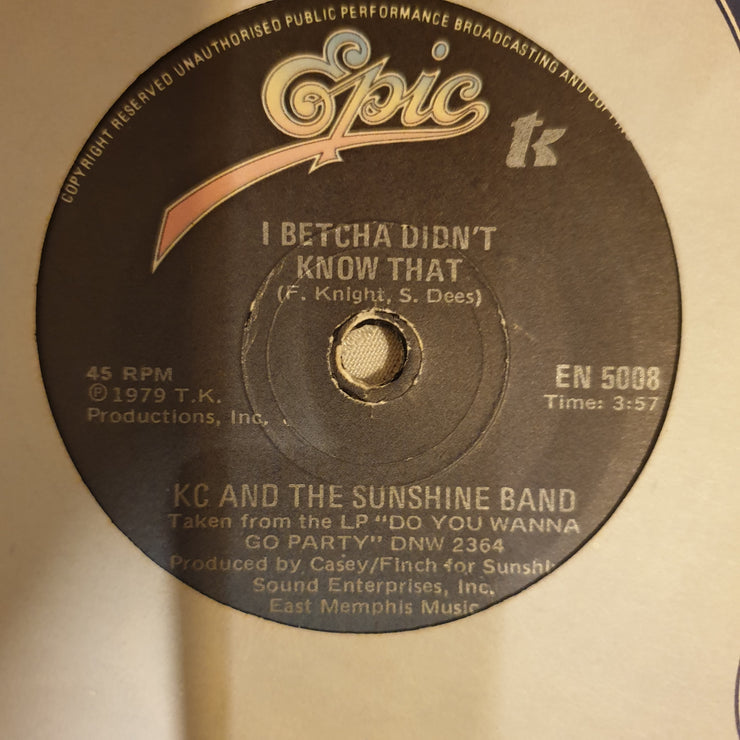 COPYRIGHT RESERVED UNAUTHORISED PUBLIC PERFORMANCE BROADCASTING AND
Epic
tk
I BETCHA DIDN'T
KNOW THAT
(F. Knight, S. Dees)
45 RPM
Ⓟ 1979 T.K.
Productions, Inc.
EN 5008
Time: 3:57
KC AND THE SUNSHINE BAND
Taken from the LP "DO YOU WANNA
GO PARTY" DNW 2364
Produced by Casey/Finch for
Sound Enterprises, Inc.
East Memphis Music